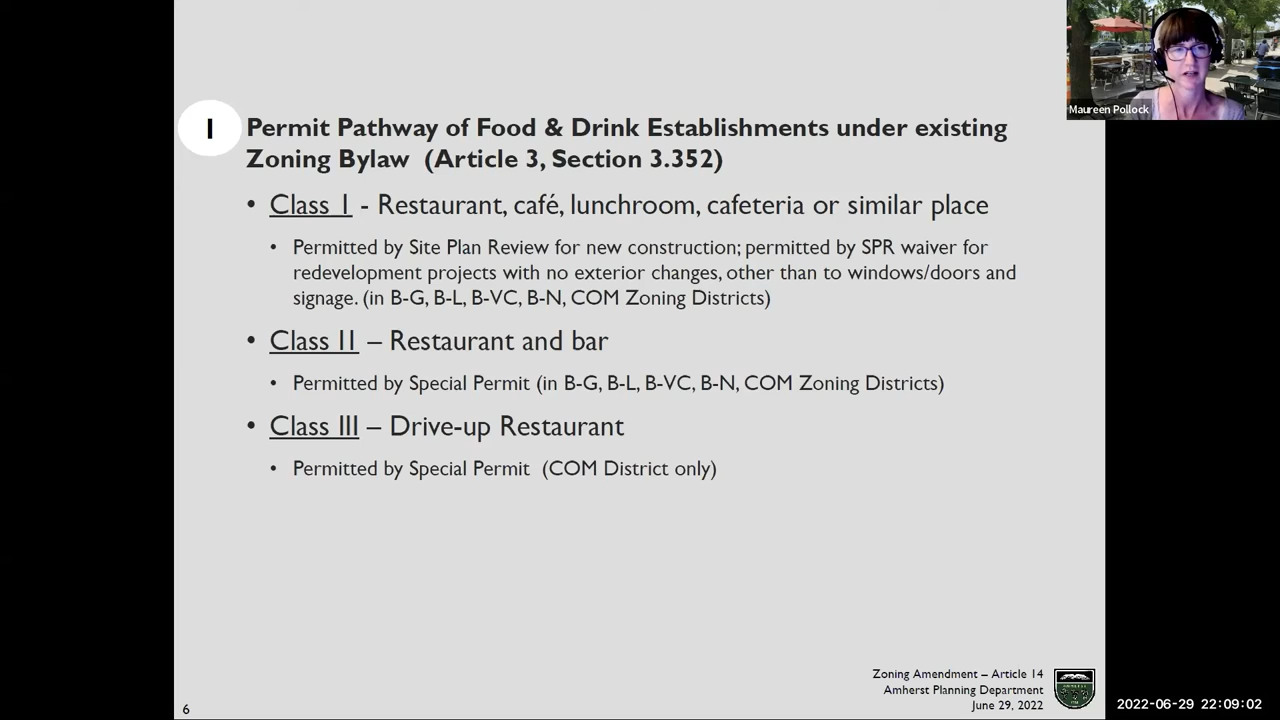 Maureen Pollock
I
Permit Pathway of Food & Drink Establishments under existing
Zoning Bylaw (Article 3, Section 3.352)
• Class I - Restaurant, café, lunchroom, cafeteria or similar place
• Permitted by Site Plan Review for new construction; permitted by SPR waiver for
redevelopment projects with no exterior changes, other than to windows/doors and
signage. (in B-G, B-L, B-VC, B-N, COM Zoning Districts)
• Class II – Restaurant and bar
• Permitted by Special Permit (in B-G, B-L, B-VC, B-N, COM Zoning Districts)
• Class III – Drive-up Restaurant
• Permitted by Special Permit (COM District only)
Zoning Amendment – Article 14
Amherst Planning Department
June 29, 2022
6
2022-06-29 22:09:02